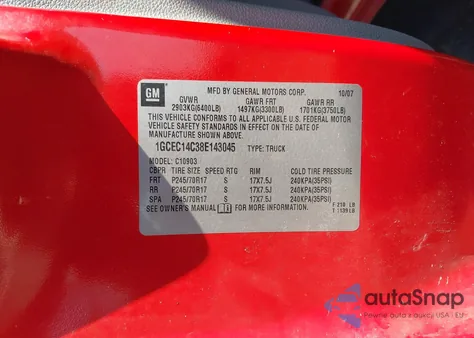 GM
MFD BY GENERAL MOTORS CORP. 10/07
GVWR GAWR FRT GAWR RR
2903KG(6400LB) 1497KG(3300LB) 1701KG(3750LB)
THIS VEHICLE CONFORMS TO ALL APPLICABLE U.S. FEDERAL MOTOR
VEHICLE SAFETY STANDARDS IN EFFECT ON THE DATE OF
MANUFACTURE SHOWN ABOVE.
1GCEC14C38E143045 TYPE: TRUCK
MODEL: C10903
TIRE SIZE SPEED RTG RIM COLD TIRE PRESSURE
FRT P245/70R17 S 17X7.5J 240KPA(35PSI)
RR P245/70R17 S 17X7.5J 240KPA(35PSI)
SPA P245/70R17 S 17X7.5J 240KPA(35PSI)
SEE OWNER'S MANUAL
autoSnap